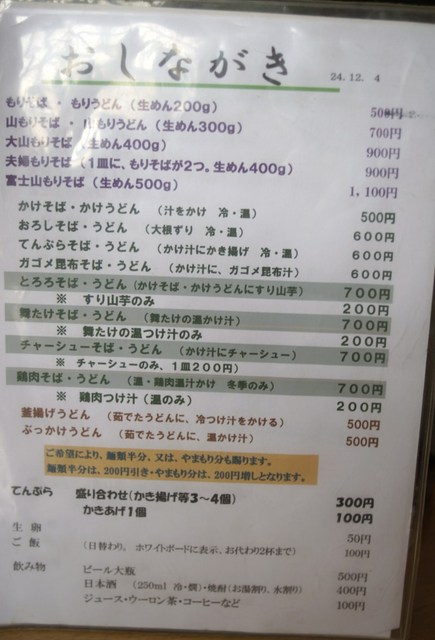 おしながき 24.12. 4
もりそば ・ もりうどん（生めん200g） 500円
山もりそば ・ 山もりうどん（生めん300g） 700円
大山もりそば（生めん400g） 900円
夫婦もりそば（1皿に、もりそばが2つ。生めん400g） 900円
富士山もりそば（生めん500g） 1,100円
かけそば・かけうどん （汁をかけ 冷・温） 500円
おろしそば・うどん （大根ずり 冷・温） 600円
てんぷらそば・うどん （かけ汁にかき揚げ 冷・温） 600円
ガゴメ昆布そば・うどん （かけ汁に、ガゴメ昆布汁） 600円
とろろそば・うどん（かけそば・かけうどんにすり山芋） 700円
※ すり山芋のみ 200円
舞たけそば・うどん （舞たけの温かけ汁） 700円
※ 舞たけの温つけ汁のみ 200円
チャーシューそば・うどん （かけ汁にチャーシュー） 700円
※ チャーシューのみ、1皿200円）
鶏肉そば・うどん （温・鶏肉温汁かけ 冬季のみ） 700円
※ 鶏肉つけ汁（温のみ） 200円
釜揚げうどん （茹でたうどんに、冷つけ汁をかける） 500円
ぶっかけうどん （茹でたうどんに、温かけ汁） 500円
ご希望により、麺類半分、又は、やまもり分も賜ります。
麺類半分は、200円引き・やまもり分は、200円増しとなります。
てんぷら 盛り合わせ（かき揚げ等3～4個） 300円
かきあげ1個 100円
生 卵 50円
ご 飯 （日替わり、 ホワイトボードに表示、お代わり2杯まで） 100円
飲み物 ビール大瓶 500円
日本酒 （250ml 冷・燗）・焼酎（お湯割り、水割り） 400円
ジュース・ウーロン茶・コーヒーなど 100円